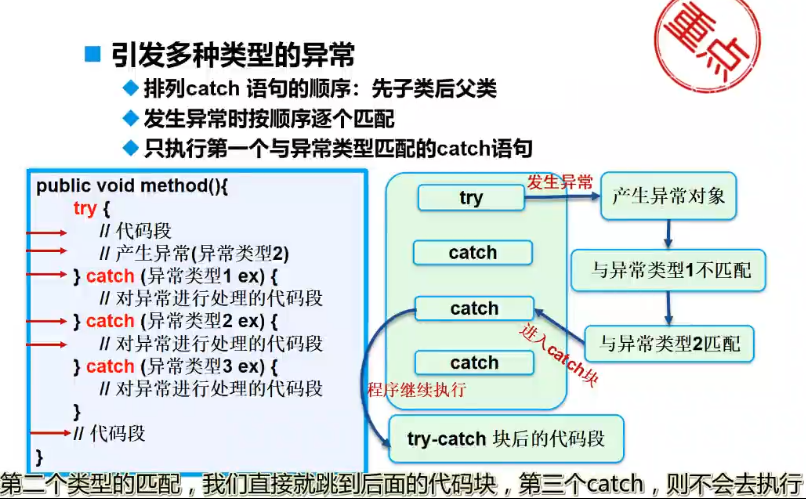 重点
引发多种类型的异常
排列catch 语句的顺序：先子类后父类
发生异常时按顺序逐个匹配
只执行第一个与异常类型匹配的catch语句
public void method(){
try {
// 代码段
// 产生异常(异常类型2)
} catch (异常类型1 ex) {
// 对异常进行处理的代码段
} catch (异常类型2 ex) {
// 对异常进行处理的代码段
} catch (异常类型3 ex) {
// 对异常进行处理的代码段
}
// 代码段
}
try
发生异常
产生异常对象
catch
与异常类型1不匹配
catch
进入catch块
与异常类型2匹配
catch
程序继续执行
try-catch 块后的代码段
第二个类型的匹配，我们直接就跳到后面的代码块，第三个catch，则不会去执行